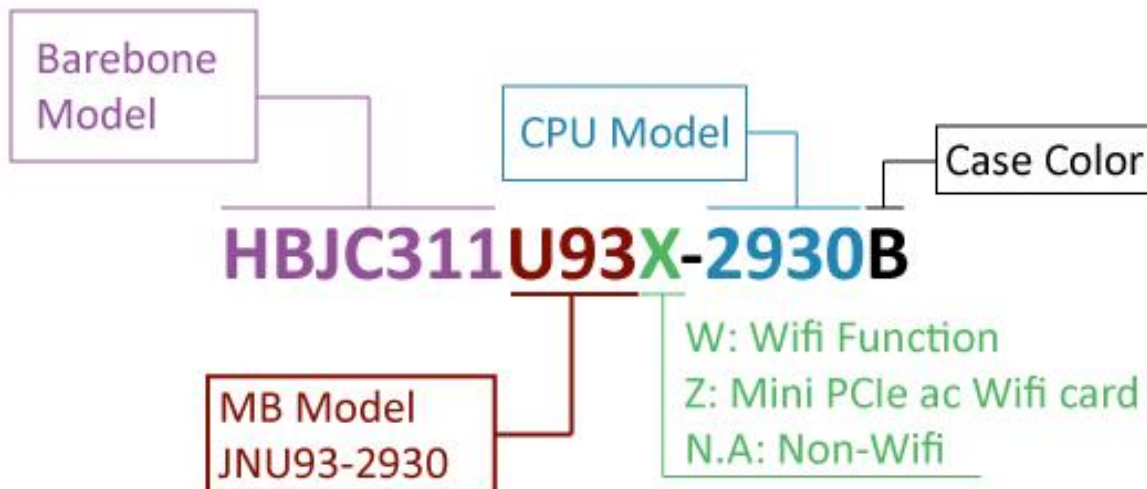 Barebone
Model
CPU Model
Case Color
HBJC311U93X-2930B
W: Wifi Function
Z: Mini PCIe ac Wifi card
N.A: Non-Wifi
MB Model
JNU93-2930